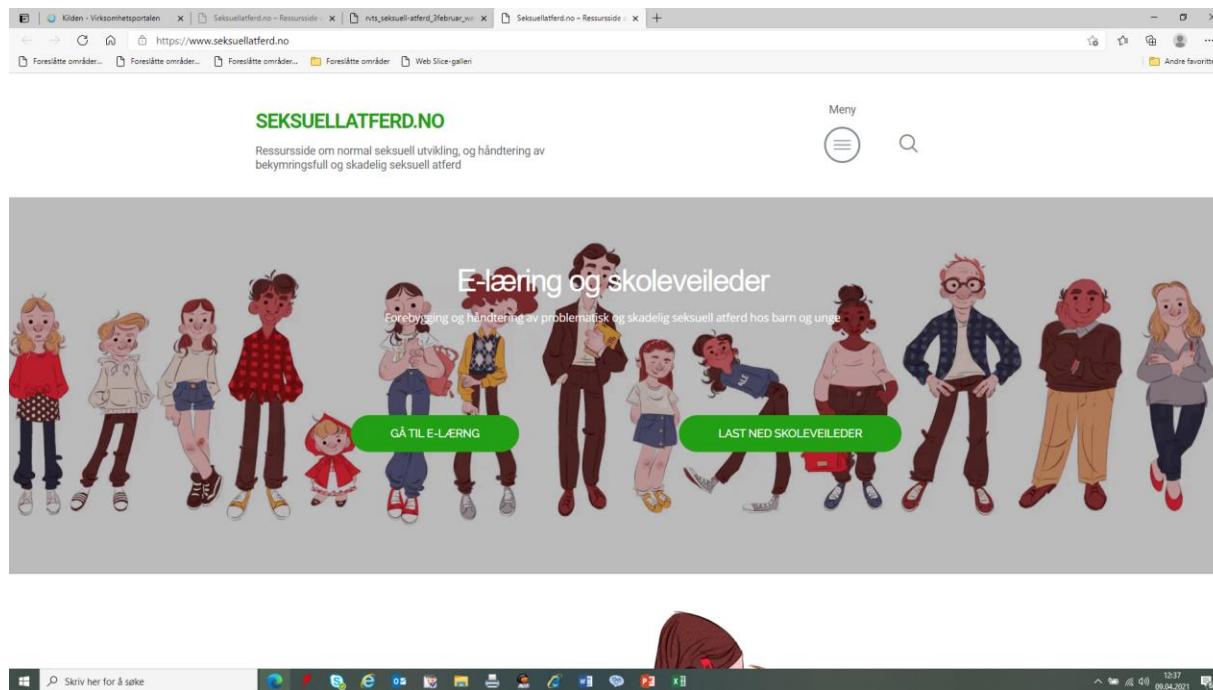 Kilden - Virksomhetsportalen
Seksuellatferd.no – Ressursside
rvts_seksuell-atferd_3februar_we
Seksuellatferd.no – Ressursside
https://www.seksuellatferd.no
Foreslåtte områder...
Foreslåtte områder...
Foreslåtte områder...
Foreslåtte områder
Web Slice-galleri
Andre favoritte
SEKSUELLATFERD.NO
Ressursside om normal seksuell utvikling, og håndtering av
bekymringsfull og skadelig seksuell atferd
Meny
E-læring og skoleveileder
Forebygging og håndtering av problematisk og skadelig seksuell atferd hos barn og unge
GÅ TIL E-LÆRNG
LAST NED SKOLEVEILEDER
Skriv her for å søke
12:37
09.04.2021